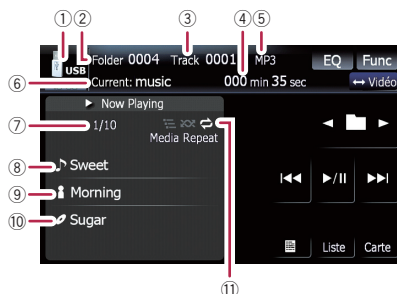 ① ② ③ ④ ⑤
USB Folder 0004 Track 0001 MP3 EQ Func
⑥ Current: music 000 min 35 sec ↔ Vidéo
► Now Playing
⑦ 1/10
Media Repeat
⑧ Sweet
⑨ Morning
⑩ Sugar
Liste Carte
⑪